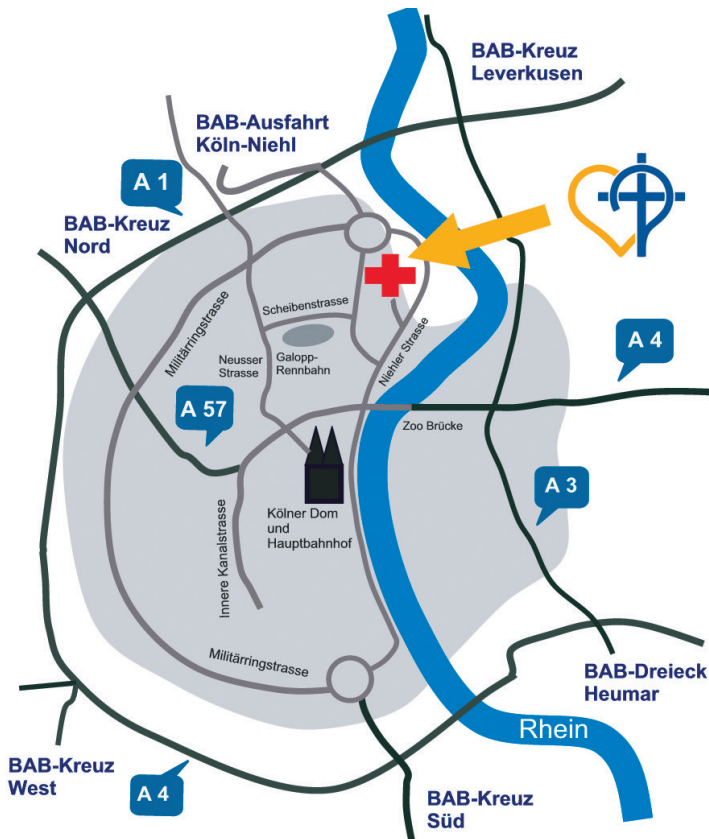 BAB-Kreuz
Leverkusen
BAB-Ausfahrt
Köln-Niehl
A 1
BAB-Kreuz
Nord
Militärringstrasse
Scheibenstrasse
Neusser
Strasse
Galopp-
Rennbahn
Niehler Strasse
A 4
A 57
Zoo Brücke
A 3
Innere Kanalstrasse
Kölner Dom
und
Hauptbahnhof
Militärringstrasse
BAB-Dreieck
Heumar
Rhein
BAB-Kreuz
West
A 4
BAB-Kreuz
Süd